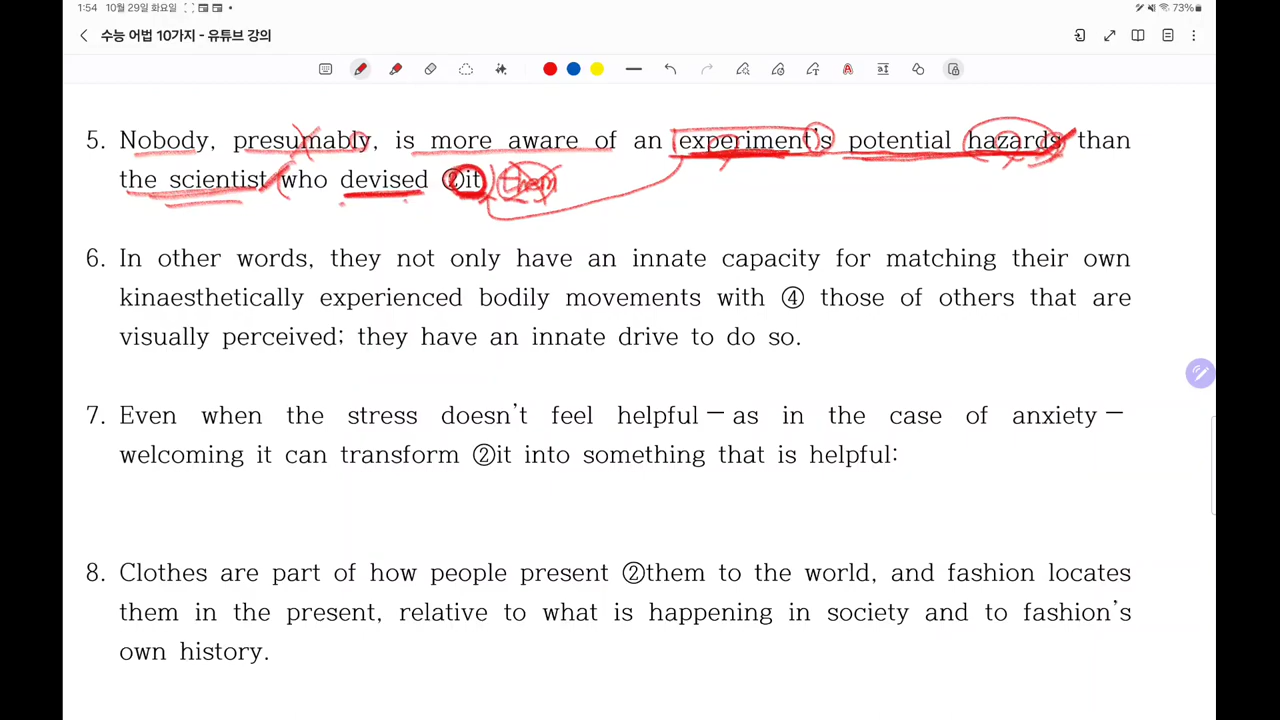 1:54 10월 29일 화요일
73%
수능 어법 10가지 - 유튜브 강의
5. Nobody, presumably, is more aware of an experiment's potential hazards than
the scientist who devised ②it them
6. In other words, they not only have an innate capacity for matching their own
kinaesthetically experienced bodily movements with ④ those of others that are
visually perceived; they have an innate drive to do so.
7. Even when the stress doesn't feel helpful — as in the case of anxiety —
welcoming it can transform ②it into something that is helpful:
8. Clothes are part of how people present ②them to the world, and fashion locates
them in the present, relative to what is happening in society and to fashion's
own history.